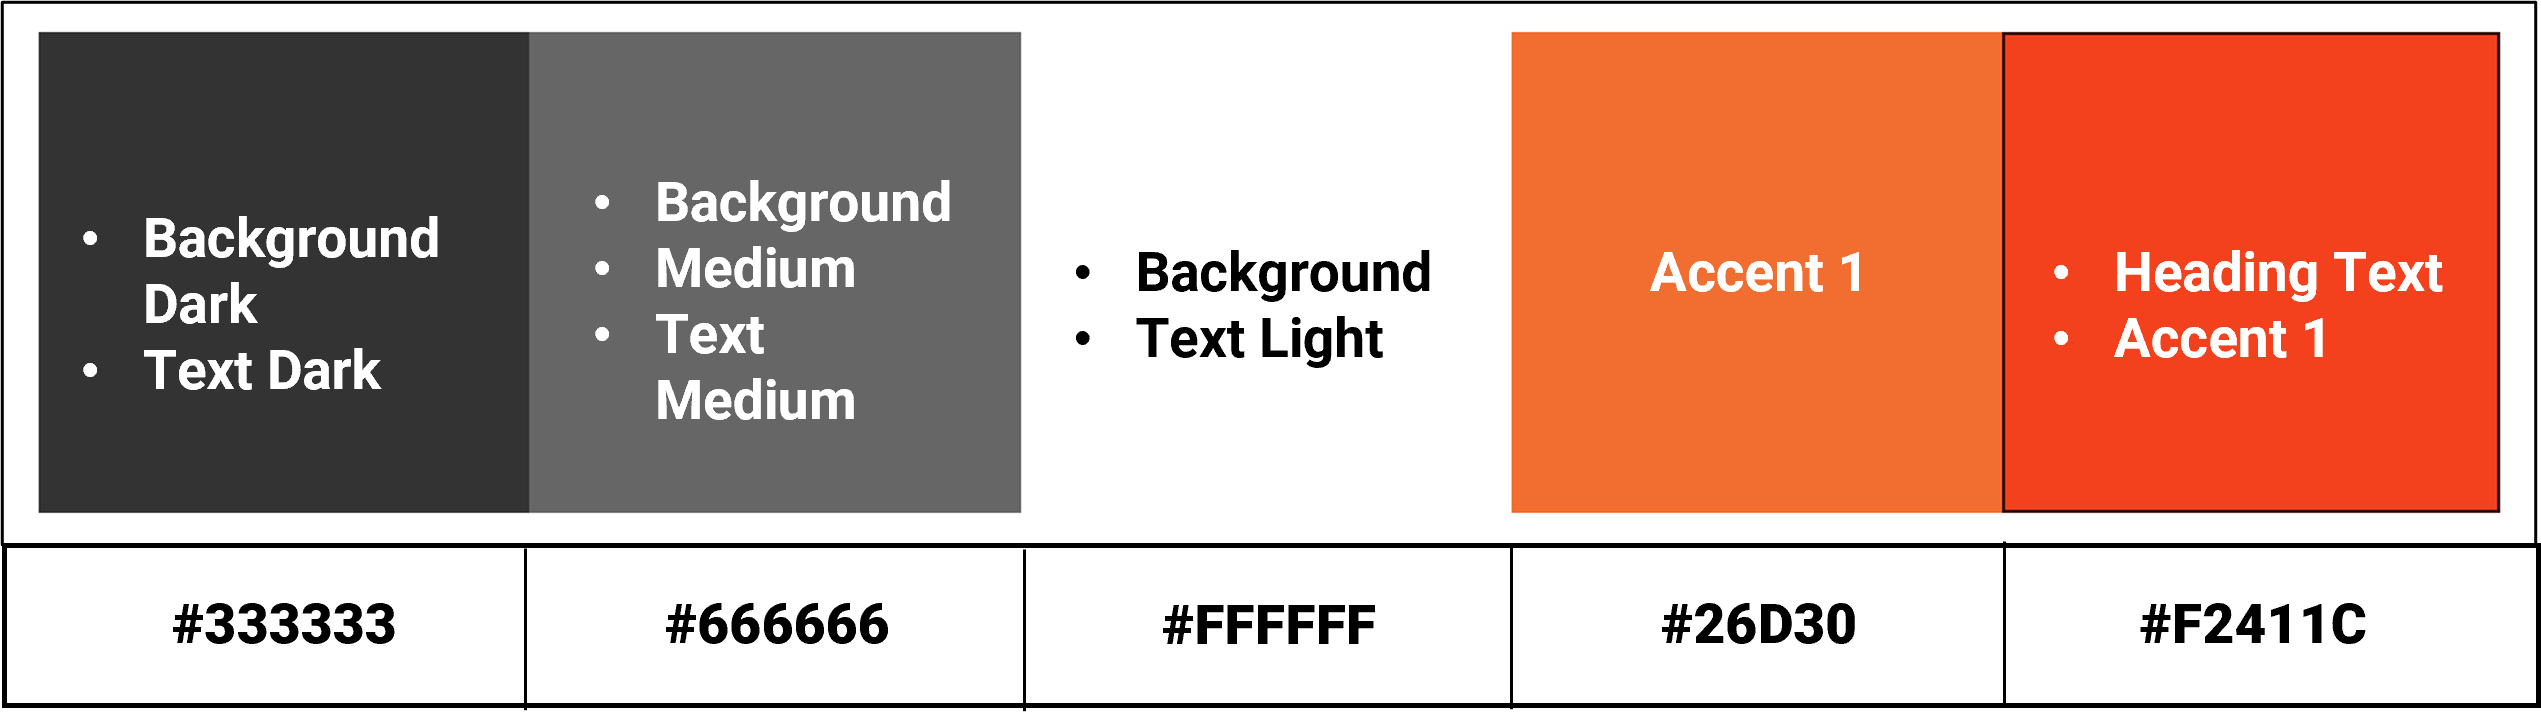 • Background
Dark
• Text Dark
• Background
• Medium
• Text
Medium
• Background
• Text Light
Accent 1
• Heading Text
• Accent 1
#333333
#666666
#FFFFFF
#26D30
#F2411C